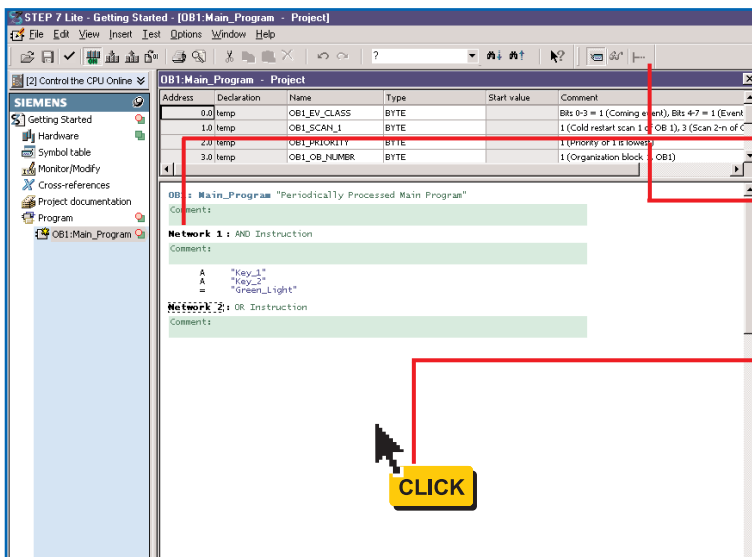 STEP 7 Lite - Getting Started - [OB1:Main_Program - Project]
File Edit View Insert Test Options Window Help
?
[2] Control the CPU Online
SIEMENS
Getting Started
Hardware
Symbol table
Monitor/Modify
Cross-references
Project documentation
Program
OB1:Main_Program
OB1:Main_Program - Project
Address Declaration Name Type Start value Comment
0.0 temp OB1_EV_CLASS BYTE Bits 0-3 = 1 (Coming event), Bits 4-7 = 1 (Event
1.0 temp OB1_SCAN_1 BYTE 1 (Cold restart scan 1 of OB 1), 3 (Scan 2-n of
2.0 temp OB1_PRIORITY BYTE 1 (Priority of 1 is lowest)
3.0 temp OB1_OB_NUMBR BYTE 1 (Organization block 1, OB1)
OB1 : Main_Program "Periodically Processed Main Program"
Comment:
Network 1 : AND Instruction
Comment:
A "Key_1"
A "Key_2"
= "Green_Light"
Network 2 : OR Instruction
Comment:
CLICK